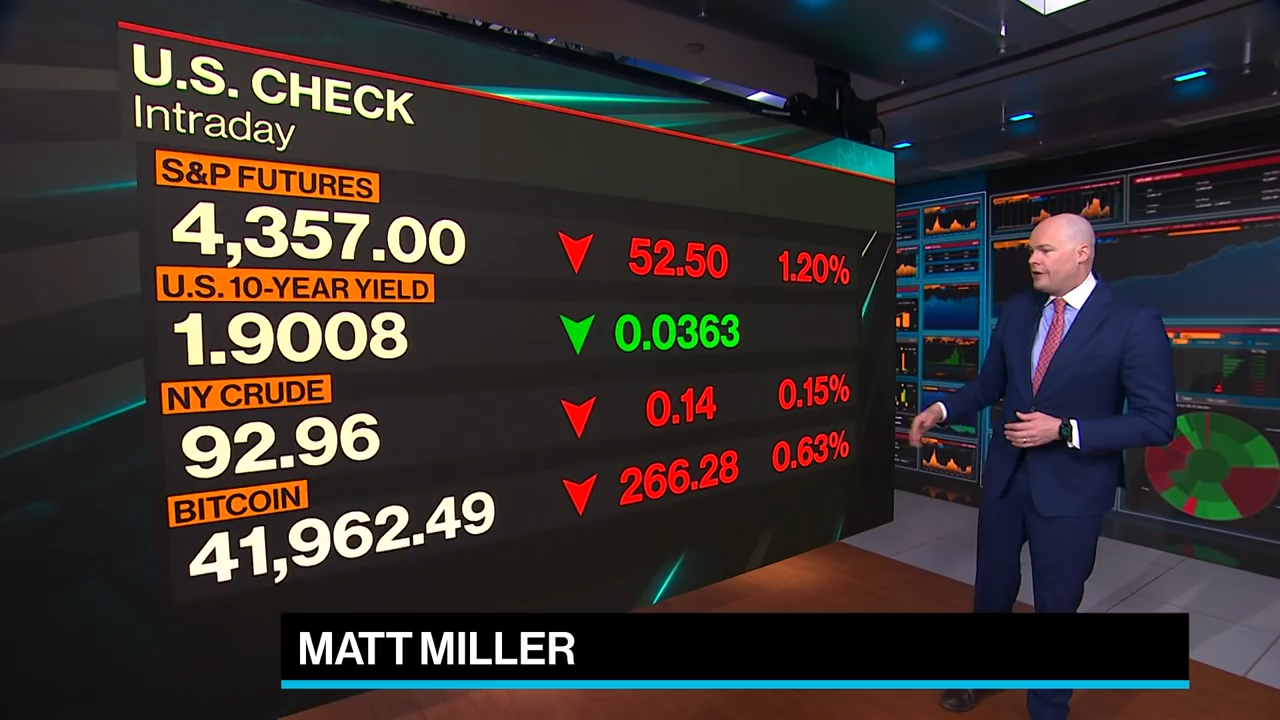 U.S. CHECK
Intraday
S&P FUTURES
4,357.00 52.50 1.20%
U.S. 10-YEAR YIELD
1.9008 0.0363
NY CRUDE
92.96 0.14 0.15%
BITCOIN
41,962.49 266.28 0.63%
MATT MILLER